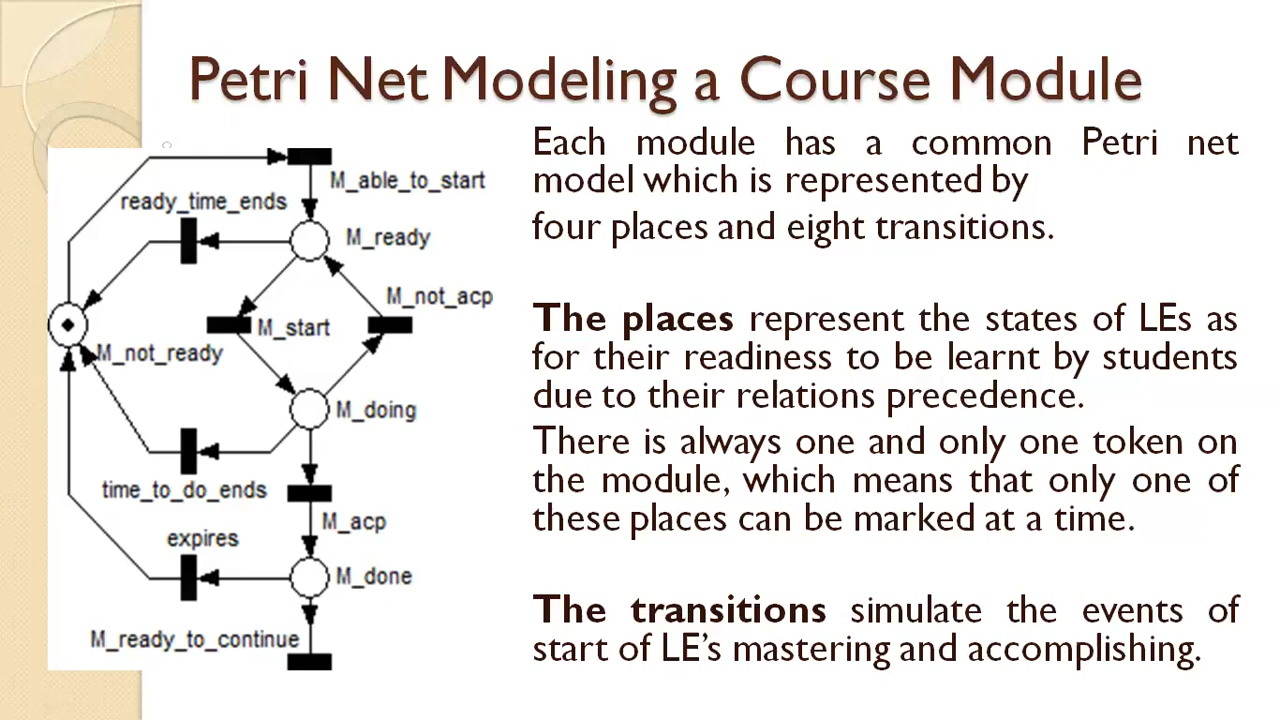 Petri Net Modeling a Course Module
M_able_to_start
ready_time_ends
M_ready
M_not_acp
M_start
M_not_ready
M_doing
time_to_do_ends
M_acp
expires
M_done
M_ready_to_continue
Each module has a common Petri net
model which is represented by
four places and eight transitions.
The places represent the states of LEs as
for their readiness to be learnt by students
due to their relations precedence.
There is always one and only one token on
the module, which means that only one of
these places can be marked at a time.
The transitions simulate the events of
start of LE’s mastering and accomplishing.